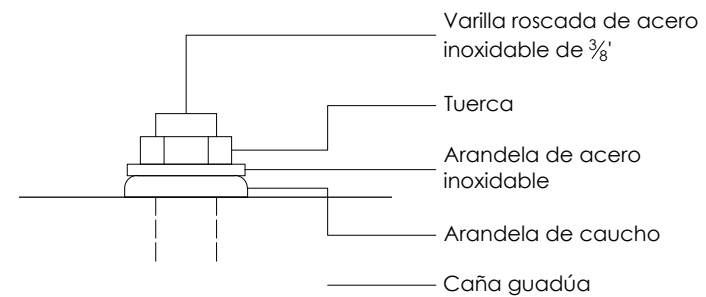 Varilla roscada de acero
inoxidable de ⅜'
Tuerca
Arandela de acero
inoxidable
Arandela de caucho
Caña guadúa